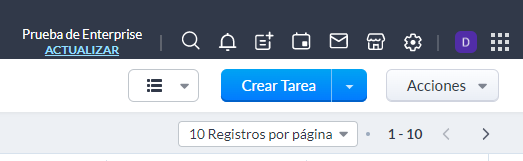 Prueba de Enterprise
ACTUALIZAR
D
Crear Tarea
Acciones
10 Registros por página
1 - 10